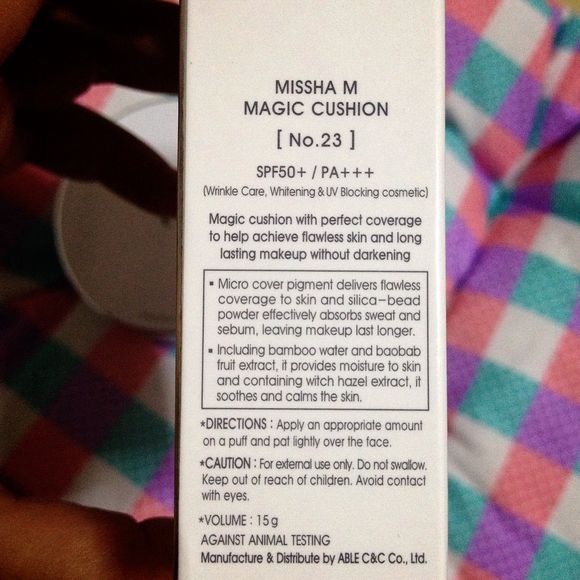 MISSHA M
MAGIC CUSHION
[ No.23 ]
SPF50+ / PA+++
(Wrinkle Care, Whitening & UV Blocking cosmetic)
Magic cushion with perfect coverage
to help achieve flawless skin and long
lasting makeup without darkening
▪ Micro cover pigment delivers flawless
coverage to skin and silica-bead
powder effectively absorbs sweat and
sebum, leaving makeup last longer.
▪ Including bamboo water and baobab
fruit extract, it provides moisture to skin
and containing witch hazel extract, it
soothes and calms the skin.
*DIRECTIONS : Apply an appropriate amount
on a puff and pat lightly over the face.
*CAUTION : For external use only. Do not swallow.
Keep out of reach of children. Avoid contact
with eyes.
*VOLUME : 15g
AGAINST ANIMAL TESTING
Manufacture & Distribute by ABLE C&C Co., Ltd.